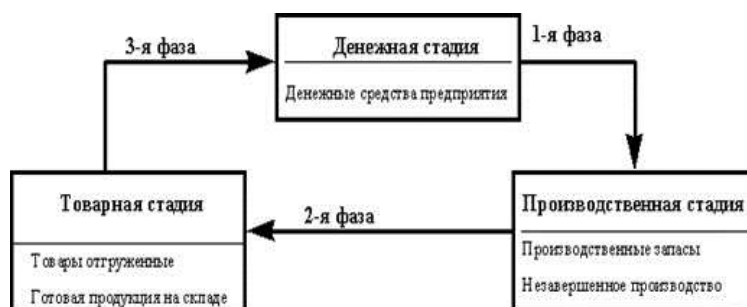 3-я фаза
Денежная стадия
Денежные средства предприятия
1-я фаза
Товарная стадия
Товары отгруженные
Готовая продукция на складе
2-я фаза
Производственная стадия
Производственные запасы
Незавершенное производство